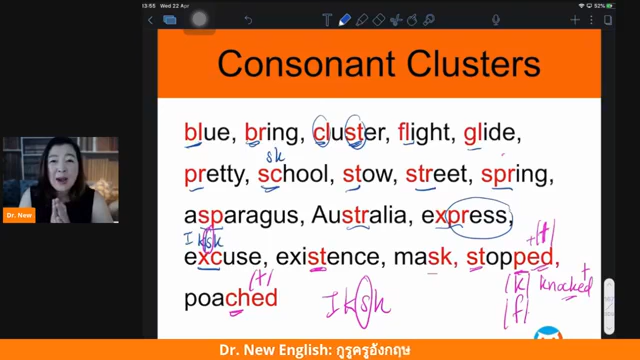 13:55 Wed 22 Apr
52%
Consonant Clusters
blue, bring, cluster, flight, glide,
sk
pretty, school, stow, street, spring,
asparagus, Australia, express,
Iksk
+/t/
excuse, existence, mask, stopped,
/t/
/k/ knocked t
poached
Iksk
/f/
Dr. New
Dr. New English: กูรูครูอังกฤษ